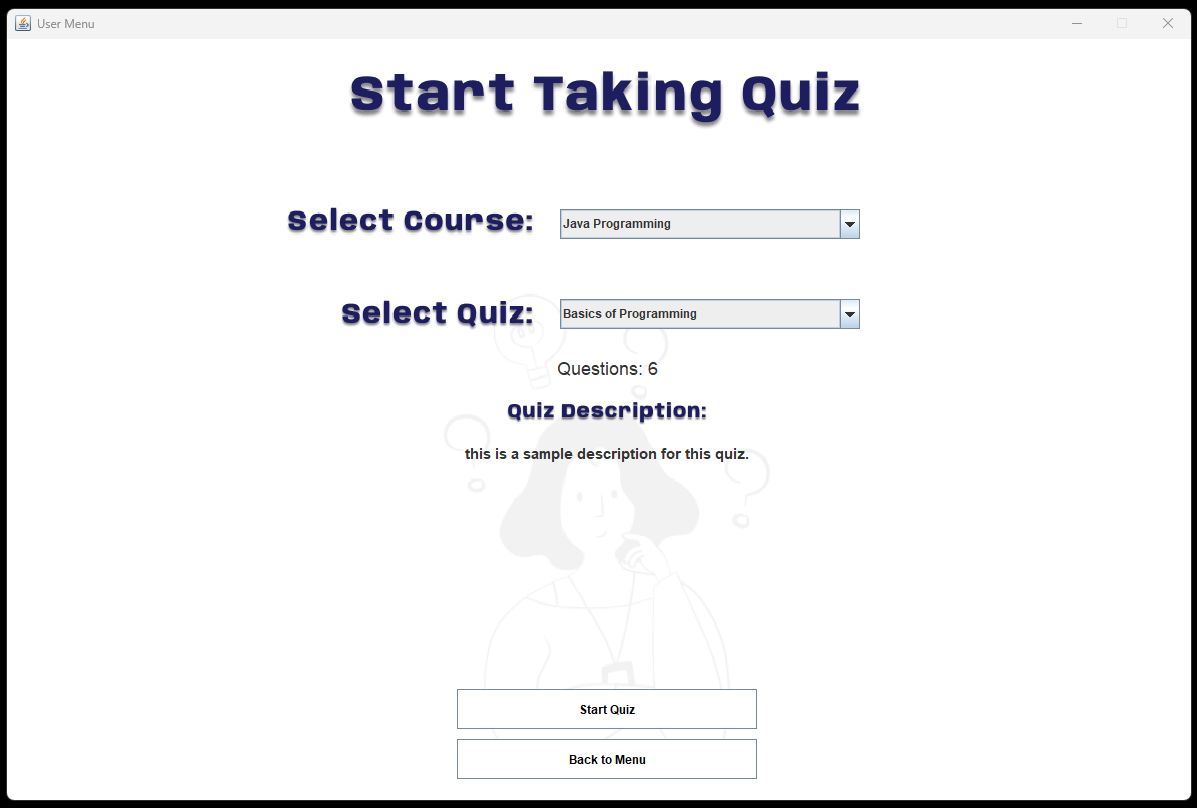 User Menu
Start Taking Quiz
Select Course: Java Programming
Select Quiz: Basics of Programming
Questions: 6
Quiz Description:
this is a sample description for this quiz.
Start Quiz
Back to Menu